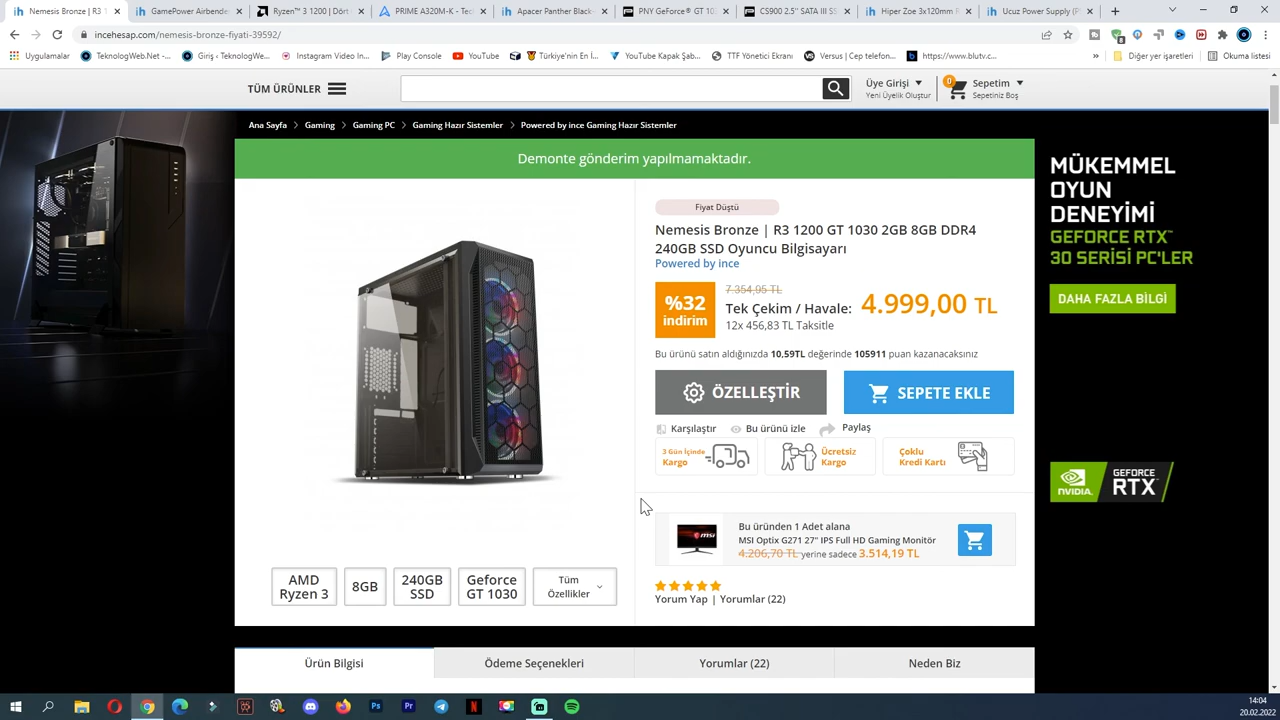 Nemesis Bronze | R3 1
GamePower Airbender
Ryzen™ 3 1200 | Dört
PRIME A320M-K - Tech
Apacer Panther Black-
PNY GeForce® GT 103
CS900 2.5'' SATA III SS
Hiper Zoe 3x120mm R
Ucuz Power Supply (P
incehesap.com/nemesis-bronze-fiyati-39592/
Uygulamalar
TeknologWeb.Net -...
Giriş - TeknologWe...
Instagram Video In...
Play Console
YouTube
Türkiye'nin En İ...
YouTube Kapak Şab...
TTF Yönetici Ekranı
Versus | Cep telefon...
https://www.blutv.c...
Diğer yer işaretleri
Okuma listesi
TÜM ÜRÜNLER
Üye Girişi
Yeni Üyelik Oluştur
0
Sepetim
Sepetiniz Boş
Ana Sayfa > Gaming > Gaming PC > Gaming Hazır Sistemler > Powered by ince Gaming Hazır Sistemler
Demonte gönderim yapılmamaktadır.
Fiyat Düştü
Nemesis Bronze | R3 1200 GT 1030 2GB 8GB DDR4
240GB SSD Oyuncu Bilgisayarı
Powered by ince
%32
indirim
7.354,95 TL
Tek Çekim / Havale: 4.999,00 TL
12x 456,83 TL Taksitle
Bu ürünü satın aldığınızda 10,59TL değerinde 105911 puan kazanacaksınız
ÖZELLEŞTİR
SEPETE EKLE
Karşılaştır
Bu ürünü izle
Paylaş
3 Gün İçinde
Kargo
Ücretsiz
Kargo
Çoklu
Kredi Kartı
msi
Bu üründen 1 Adet alana
MSI Optix G271 27" IPS Full HD Gaming Monitör
4.206,70 TL yerine sadece 3.514,19 TL
Yorum Yap | Yorumlar (22)
AMD
Ryzen 3
8GB
240GB
SSD
Geforce
GT 1030
Tüm
Özellikler
Ürün Bilgisi
Ödeme Seçenekleri
Yorumlar (22)
Neden Biz
MÜKEMMEL
OYUN
DENEYİMİ
GEFORCE RTX™
30 SERİSİ PC'LER
DAHA FAZLA BİLGİ
NVIDIA.
GEFORCE
RTX™
14:04
20.02.2022